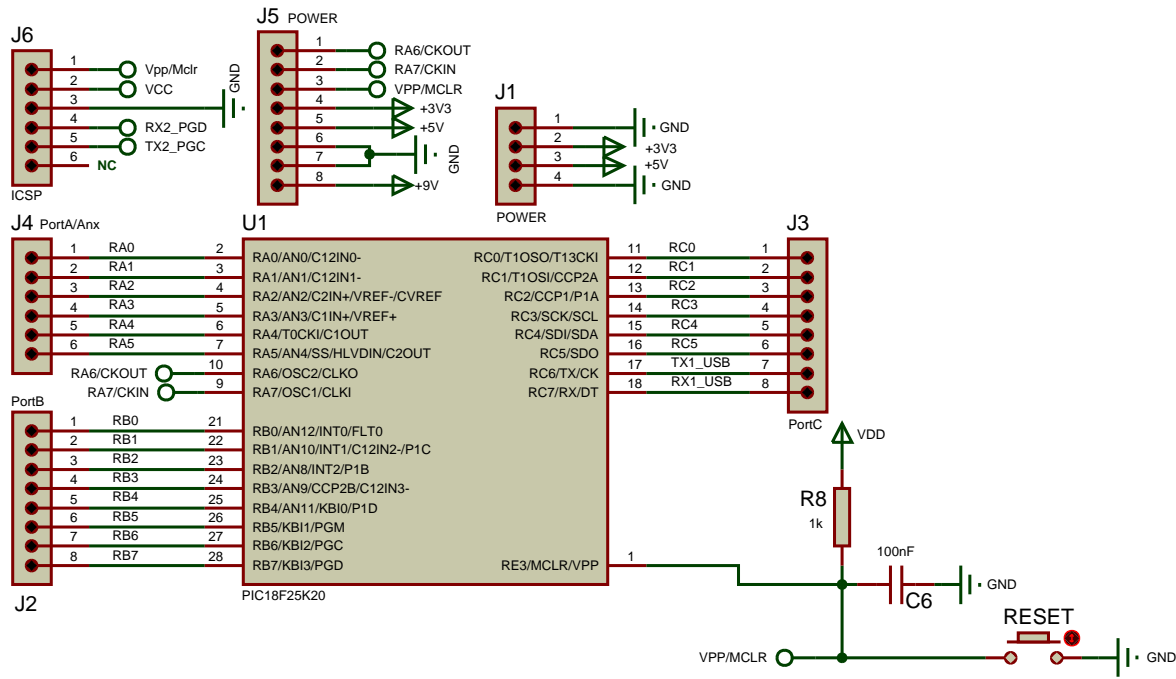 J6
1 Vpp/Mclr
2 VCC
3 GND
4 RX2_PGD
5 TX2_PGC
6 NC
ICSP
J5 POWER
1 RA6/CKOUT
2 RA7/CKIN
3 VPP/MCLR
4 +3V3
5 +5V
6
7 GND
8 +9V
J1
1 GND
2 +3V3
3 +5V
4 GND
POWER
J4 PortA/Anx
1 RA0 2
2 RA1 3
3 RA2 4
4 RA3 5
5 RA4 6
6 RA5 7
RA6/CKOUT 10
RA7/CKIN 9
PortB
1 RB0 21
2 RB1 22
3 RB2 23
4 RB3 24
5 RB4 25
6 RB5 26
7 RB6 27
8 RB7 28
J2
U1
RA0/AN0/C12IN0-
RA1/AN1/C12IN1-
RA2/AN2/C2IN+/VREF-/CVREF
RA3/AN3/C1IN+/VREF+
RA4/T0CKI/C1OUT
RA5/AN4/SS/HLVDIN/C2OUT
RA6/OSC2/CLKO
RA7/OSC1/CLKI
RB0/AN12/INT0/FLT0
RB1/AN10/INT1/C12IN2-/P1C
RB2/AN8/INT2/P1B
RB3/AN9/CCP2B/C12IN3-
RB4/AN11/KBI0/P1D
RB5/KBI1/PGM
RB6/KBI2/PGC
RB7/KBI3/PGD
RC0/T1OSO/T13CKI
RC1/T1OSI/CCP2A
RC2/CCP1/P1A
RC3/SCK/SCL
RC4/SDI/SDA
RC5/SDO
RC6/TX/CK
RC7/RX/DT
RE3/MCLR/VPP
PIC18F25K20
J3
11 RC0 1
12 RC1 2
13 RC2 3
14 RC3 4
15 RC4 5
16 RC5 6
17 TX1_USB 7
18 RX1_USB 8
PortC
1
VDD
R8
1k
100nF
C6
GND
RESET
VPP/MCLR
GND